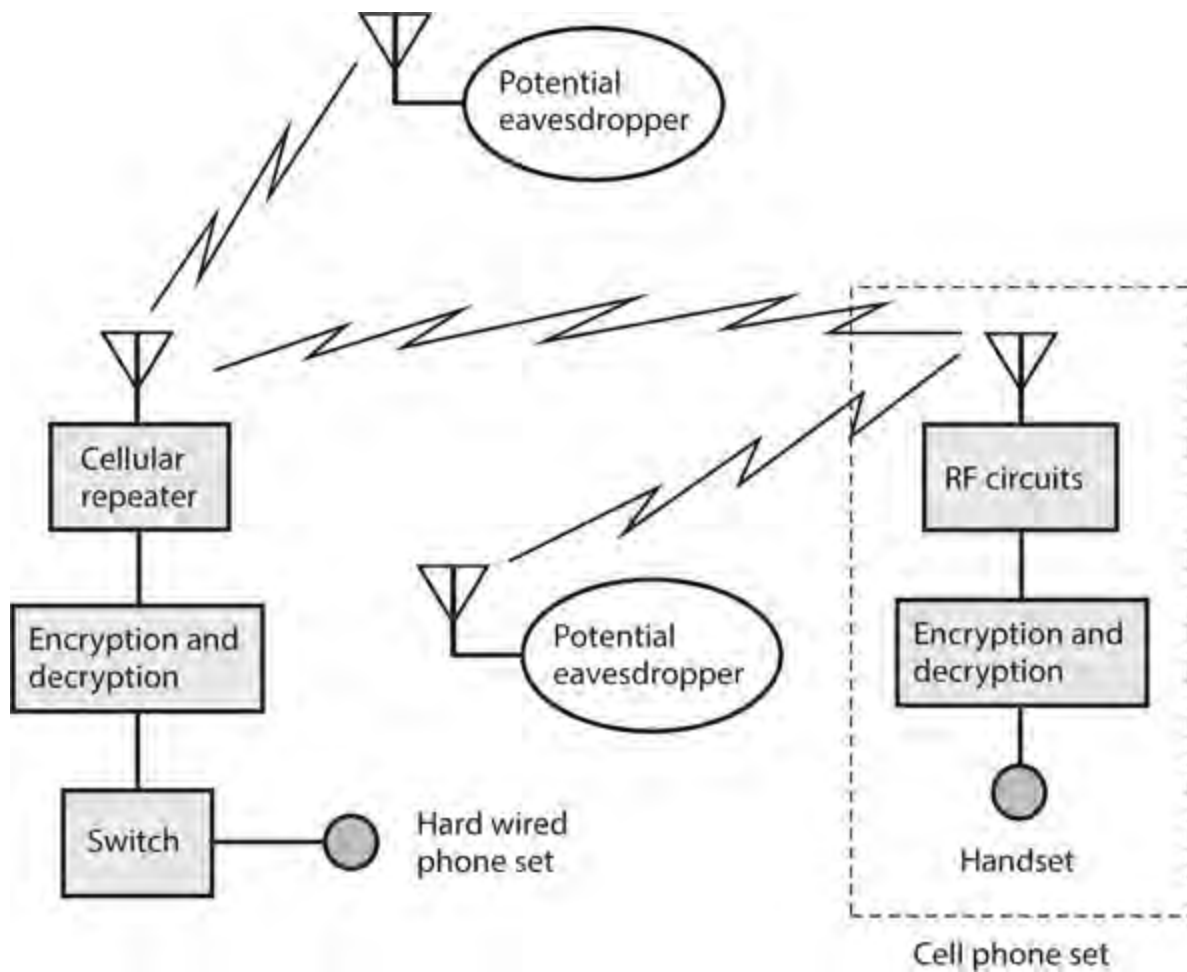 Potential
eavesdropper
Cellular
repeater
RF circuits
Encryption and
decryption
Potential
eavesdropper
Encryption and
decryption
Switch
Hard wired
phone set
Handset
Cell phone set